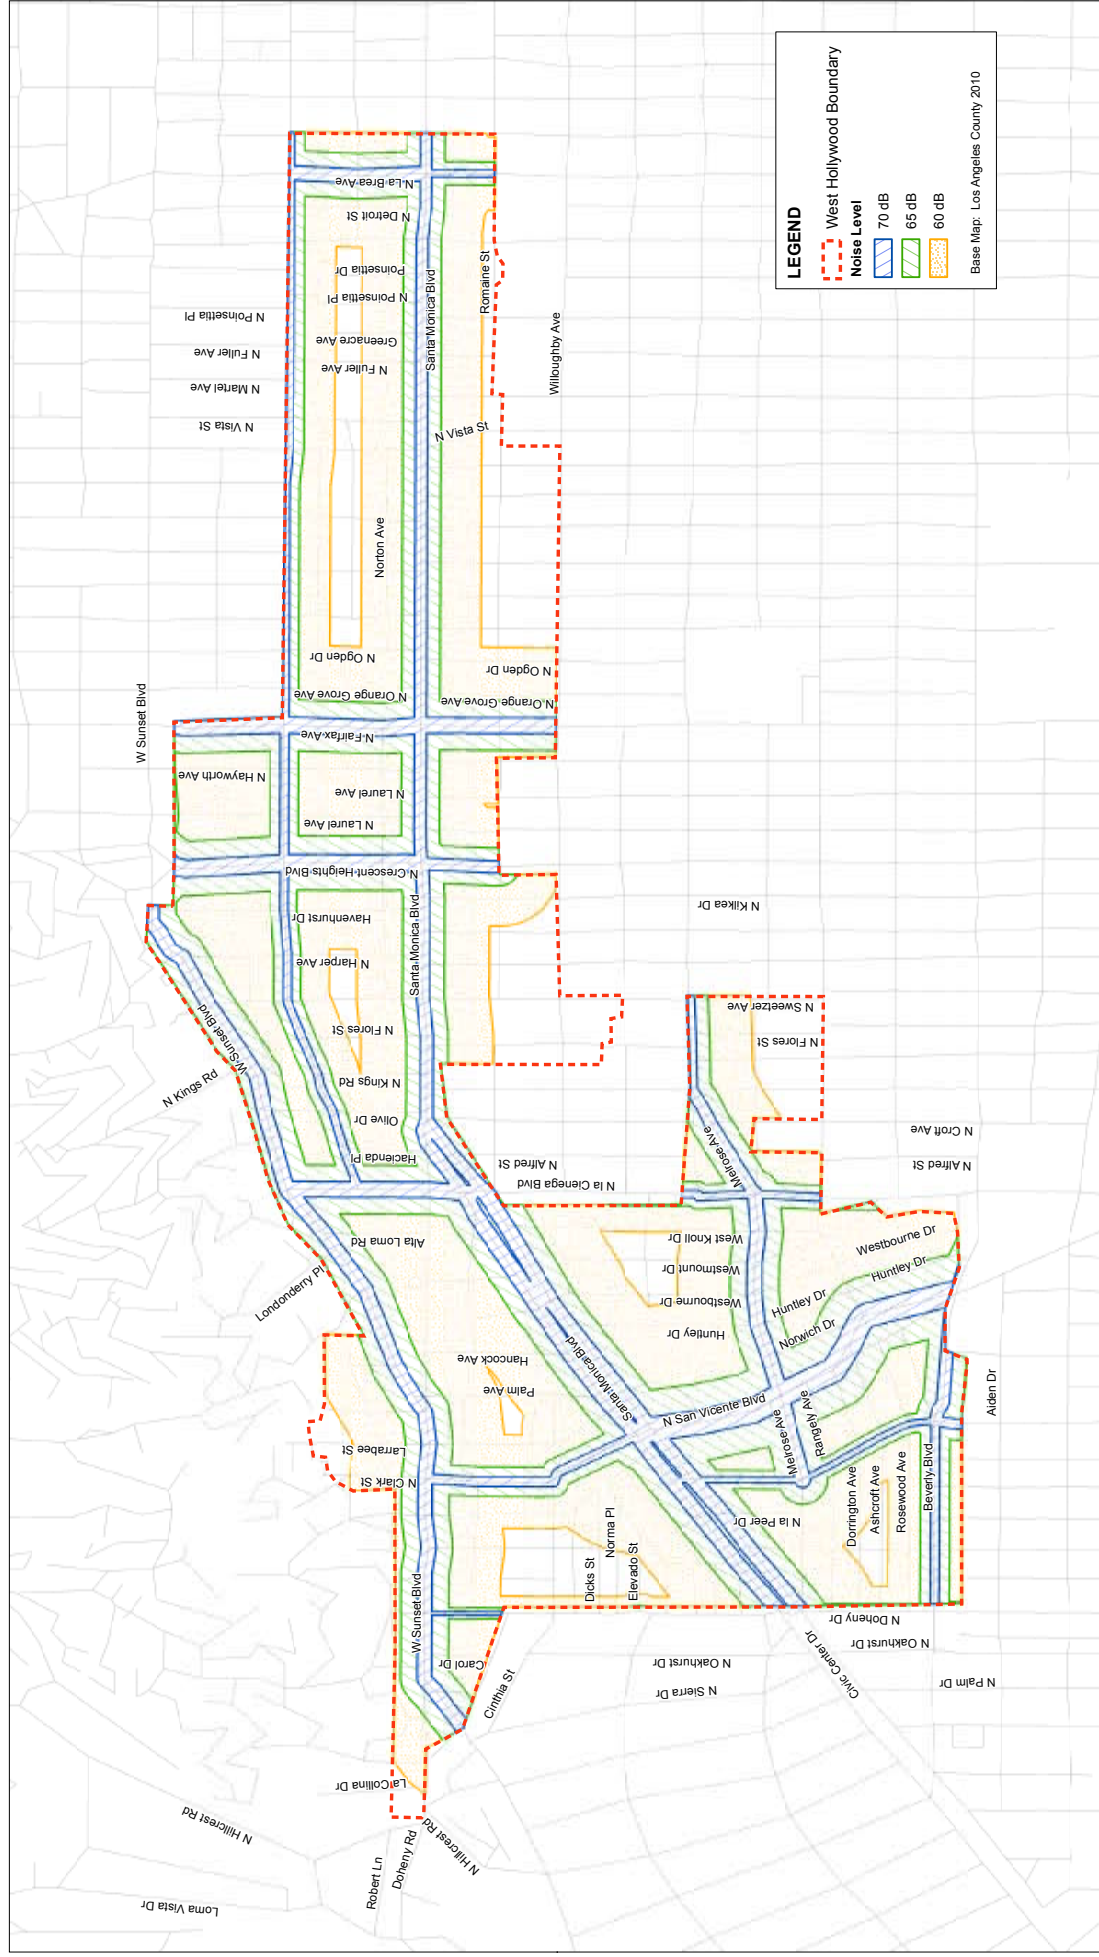 LEGEND
West Hollywood Boundary
Noise Level
70 dB
65 dB
60 dB
Base Map: Los Angeles County 2010
N La Brea Ave
N Detroit St
Poinsettia Dr
N Poinsettia Pl
Greenacre Ave
N Fuller Ave
N Poinsettia Pl
N Fuller Ave
N Martel Ave
N Vista St
Santa Monica Blvd
Romaine St
Willoughby Ave
N Vista St
Norton Ave
N Ogden Dr
N Ogden Dr
N Orange Grove Ave
N Orange Grove Ave
W Sunset Blvd
N Fairfax Ave
N Hayworth Ave
N Laurel Ave
N Laurel Ave
N Crescent Heights Blvd
Havenhurst Dr
Santa Monica Blvd
N Harper Ave
N Flores St
N Kings Rd
Olive Dr
Hacienda Pl
W Sunset Blvd
N Kings Rd
N Kilkea Dr
N Sweetzer Ave
N Flores St
N Croft Ave
N Alfred St
N Alfred St
N la Cienega Blvd
Melrose Ave
Alta Loma Rd
Londonderry Pl
West Knoll Dr
Westmount Dr
Westbourne Dr
Huntley Dr
Westbourne Dr
Huntley Dr
Huntley Dr
Norwich Dr
Hancock Ave
Palm Ave
Santa Monica Blvd
N San Vicente Blvd
Melrose Ave
Rangely Ave
Aiden Dr
Larrabee St
N Clark St
N la Peer Dr
Dorrington Ave
Ashcroft Ave
Rosewood Ave
Beverly Blvd
Dicks St
Norma Pl
Elevado St
W Sunset Blvd
Carol Dr
Cinthia St
N Doheny Dr
N Oakhurst Dr
N Oakhurst Dr
N Sierra Dr
Civic Center Dr
N Palm Dr
La Collina Dr
N Hillcrest Rd
N Hillcrest Rd
Doheny Rd
Robert Ln
Loma Vista Dr